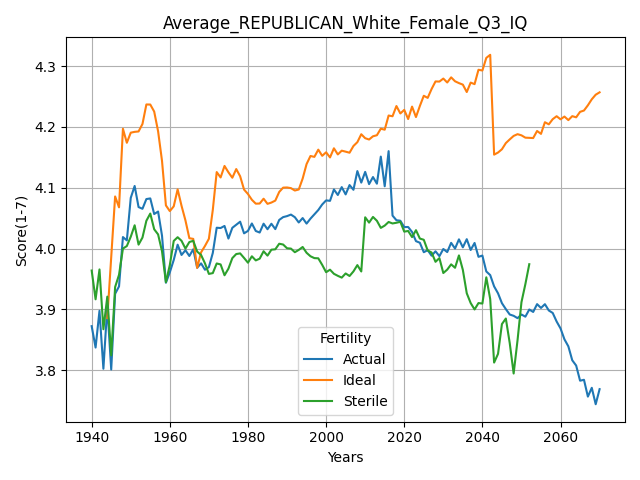 Average_REPUBLICAN_White_Female_Q3_IQ
Score(1-7)
4.3
4.2
4.1
4.0
3.9
3.8
Fertility
Actual
Ideal
Sterile
1940 1960 1980 2000 2020 2040 2060
Years